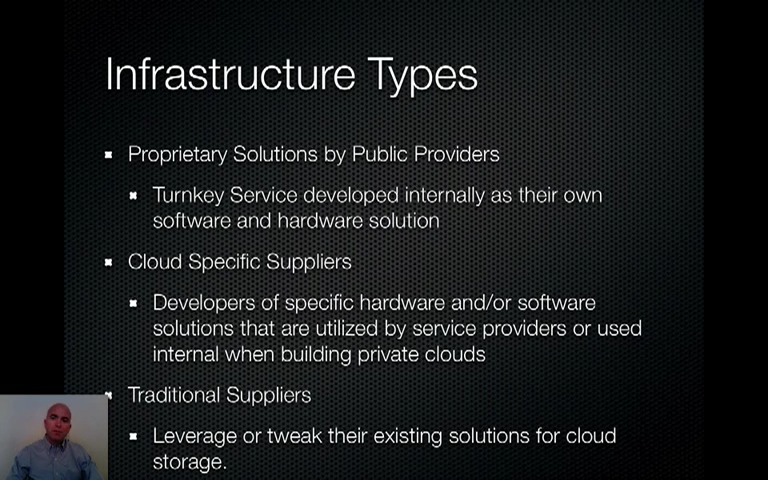 Infrastructure Types
Proprietary Solutions by Public Providers
Turnkey Service developed internally as their own
software and hardware solution
Cloud Specific Suppliers
Developers of specific hardware and/or software
solutions that are utilized by service providers or used
internal when building private clouds
Traditional Suppliers
Leverage or tweak their existing solutions for cloud
storage.